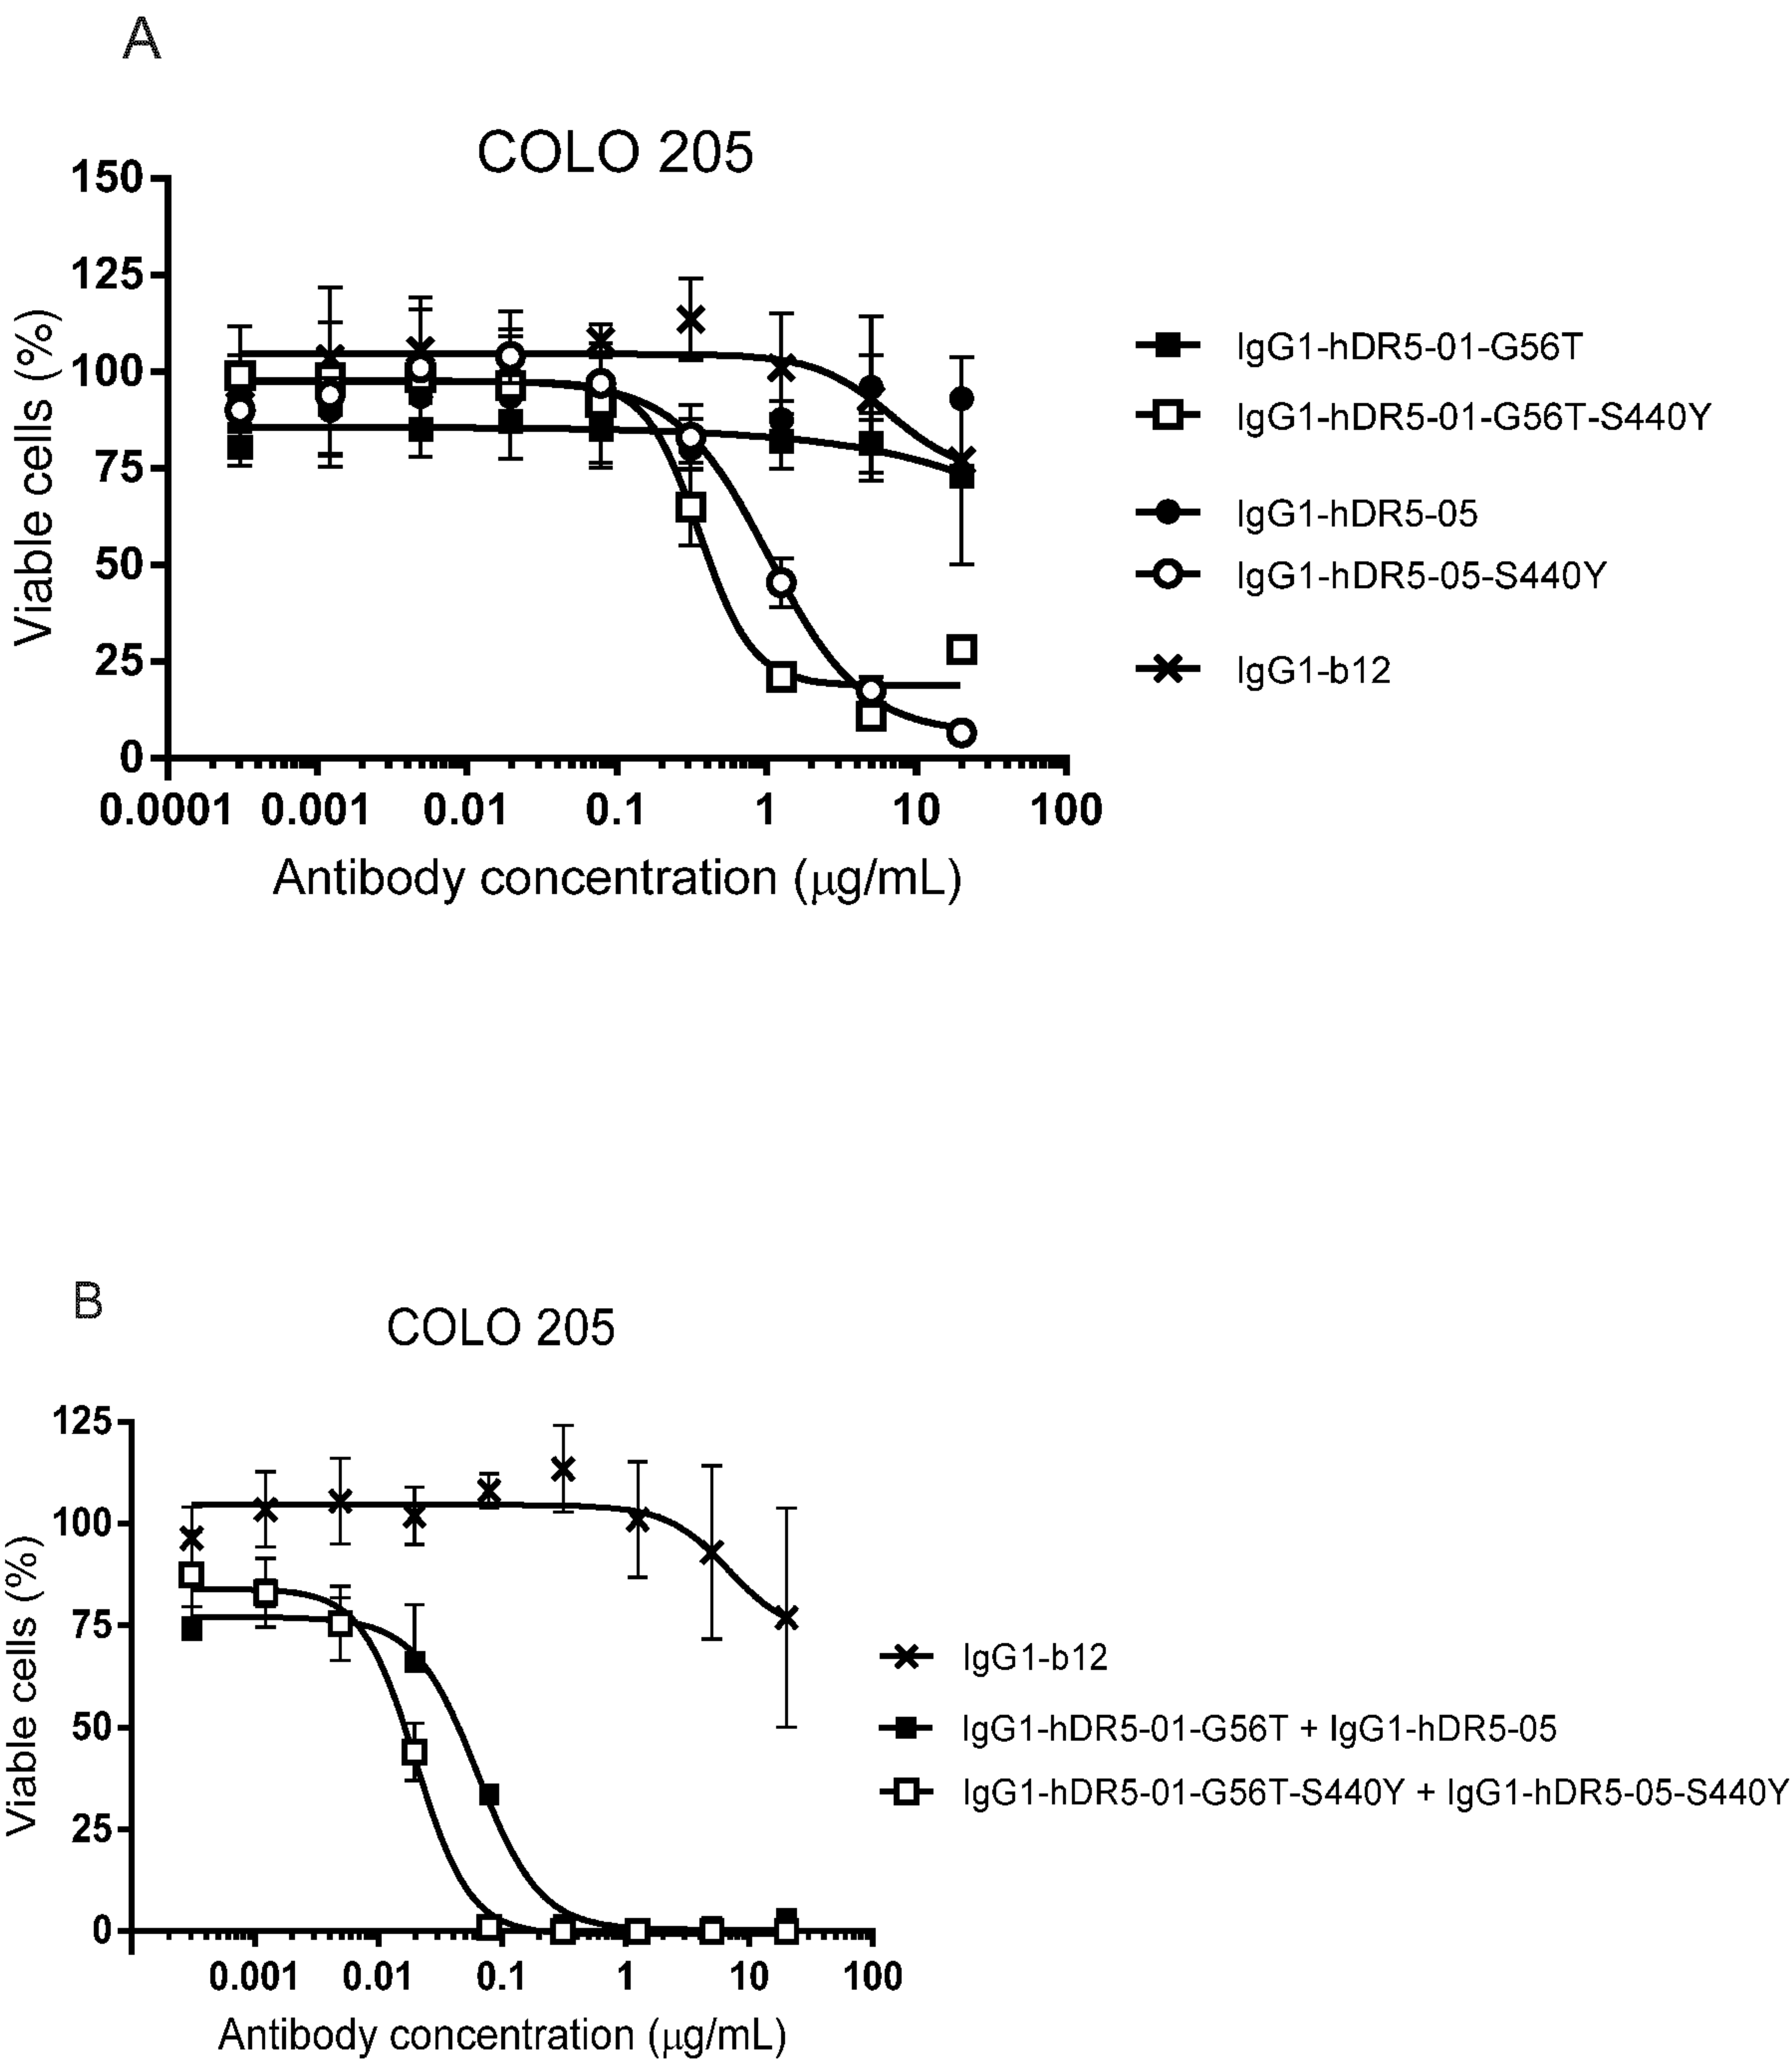 A
COLO 205
150
125
100
75
50
25
0
Viable cells (%)
0.0001 0.001 0.01 0.1 1 10 100
Antibody concentration (µg/mL)
IgG1-hDR5-01-G56T
IgG1-hDR5-01-G56T-S440Y
IgG1-hDR5-05
IgG1-hDR5-05-S440Y
IgG1-b12
B
COLO 205
125
100
75
50
25
0
Viable cells (%)
0.001 0.01 0.1 1 10 100
Antibody concentration (µg/mL)
IgG1-b12
IgG1-hDR5-01-G56T + IgG1-hDR5-05
IgG1-hDR5-01-G56T-S440Y + IgG1-hDR5-05-S440Y